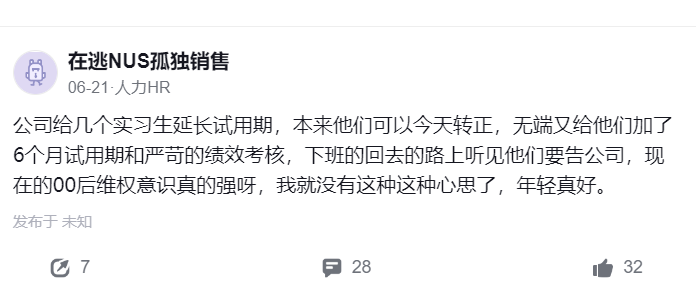 在逃NUS孤独销售
06-21·人力HR
公司给几个实习生延长试用期，本来他们可以今天转正，无端又给他们加了
6个月试用期和严苛的绩效考核，下班的回去的路上听见他们要告公司，现
在的00后维权意识真的强呀，我就没有这种这种心思了，年轻真好。
发布于 未知
7 28 32